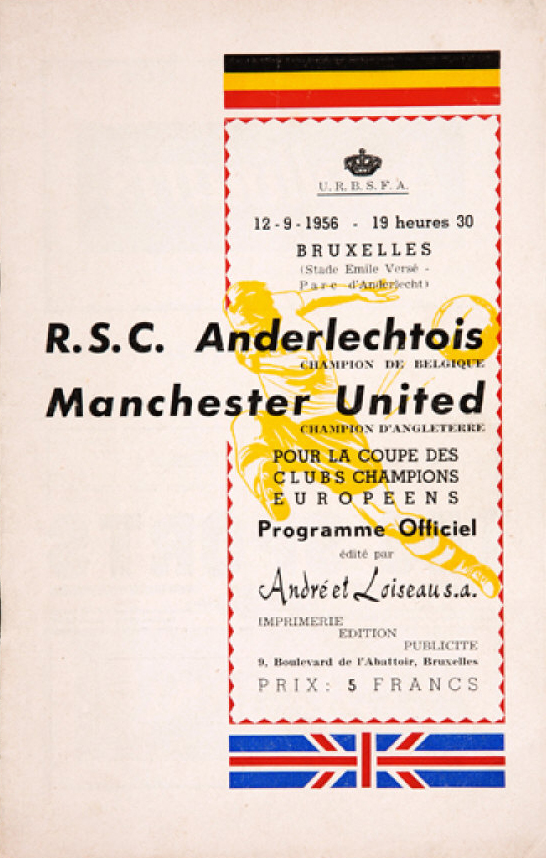 U. R. B. S. F. A.
12-9-1956 - 19 heures 30
BRUXELLES
(Stade Emile Versé -
Parc d'Anderlecht)
R.S.C. Anderlechtois
CHAMPION DE BELGIQUE
Manchester United
CHAMPION D'ANGLETERRE
POUR LA COUPE DES
CLUBS CHAMPIONS
EUROPEENS
Programme Officiel
édité par
André et Loiseau s.a.
IMPRIMERIE
EDITION
PUBLICITE
9, Boulevard de l'Abattoir, Bruxelles
PRIX: 5 FRANCS